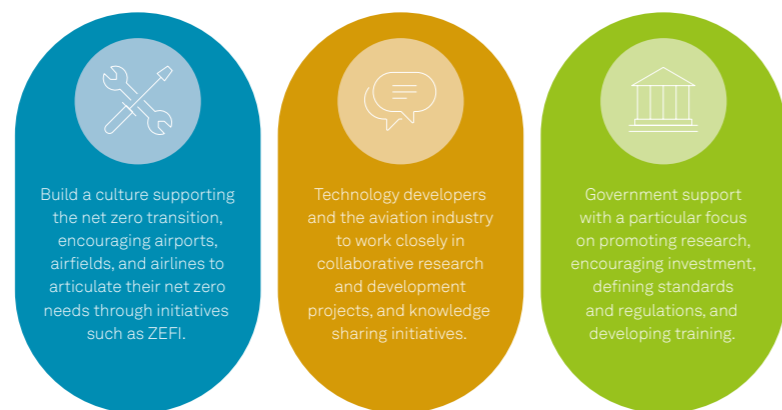 Build a culture supporting
the net zero transition,
encouraging airports,
airfields, and airlines to
articulate their net zero
needs through initiatives
such as ZEFI.
Technology developers
and the aviation industry
to work closely in
collaborative research
and development
projects, and knowledge
sharing initiatives.
Government support
with a particular focus
on promoting research,
encouraging investment,
defining standards
and regulations, and
developing training.